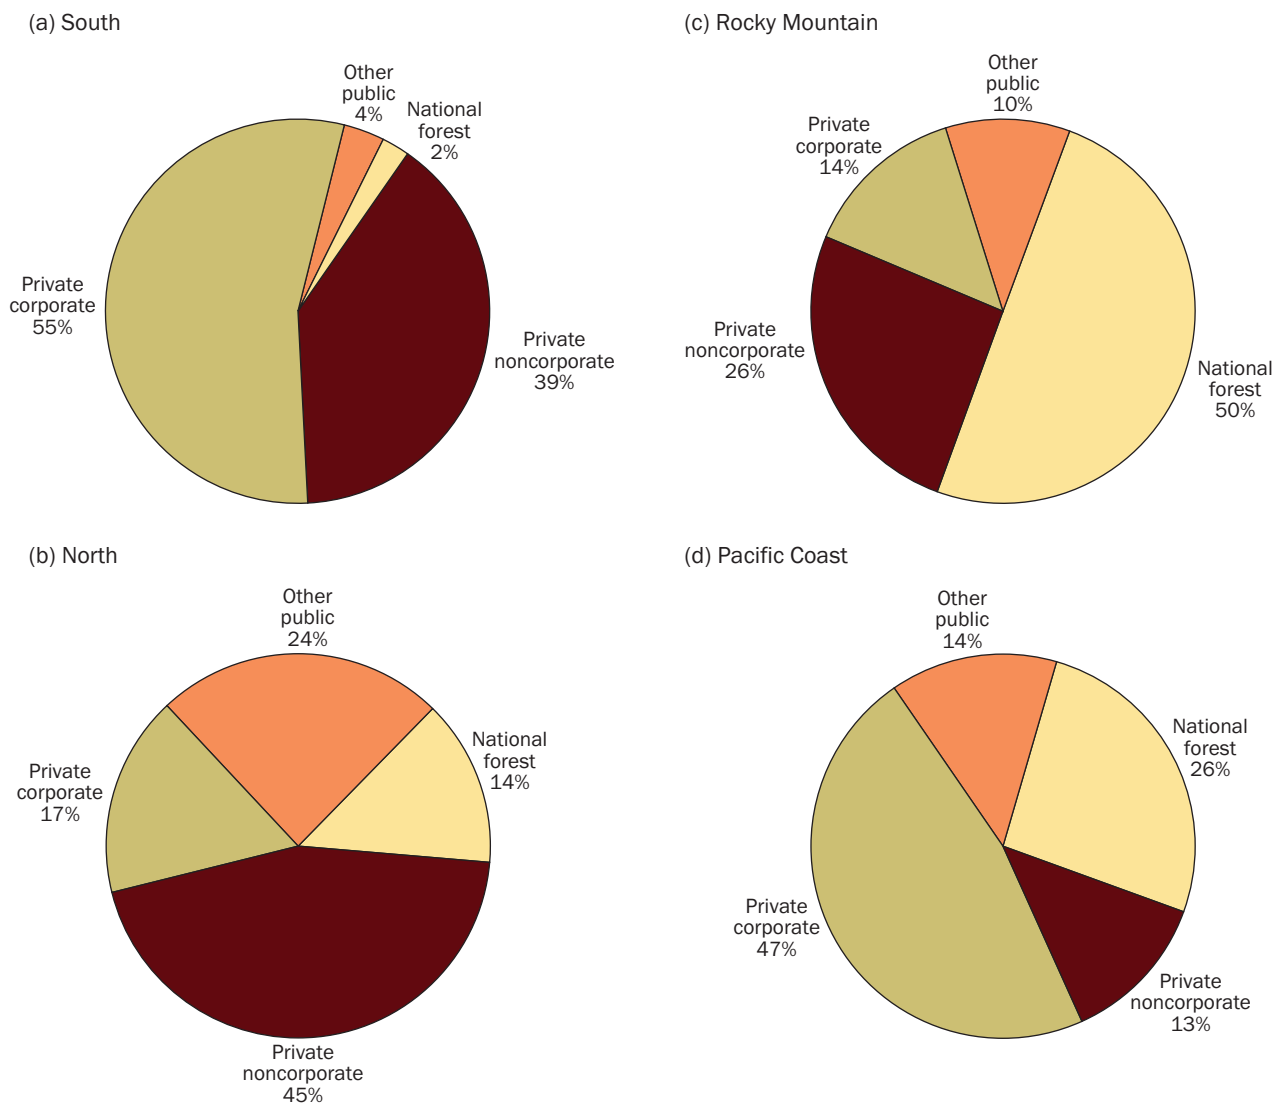 (a) South
Other
public
4%
National
forest
2%
Private
corporate
55%
Private
noncorporate
39%
(c) Rocky Mountain
Other
public
10%
Private
corporate
14%
Private
noncorporate
26%
National
forest
50%
(b) North
Other
public
24%
National
forest
14%
Private
corporate
17%
Private
noncorporate
45%
(d) Pacific Coast
Other
public
14%
National
forest
26%
Private
corporate
47%
Private
noncorporate
13%